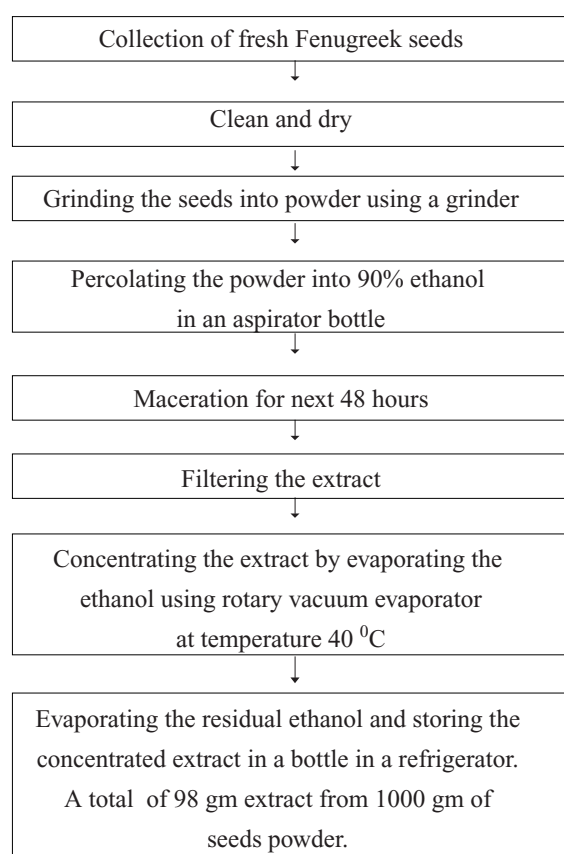 Collection of fresh Fenugreek seeds
Clean and dry
Grinding the seeds into powder using a grinder
Percolating the powder into 90% ethanol
in an aspirator bottle
Maceration for next 48 hours
Filtering the extract
Concentrating the extract by evaporating the
ethanol using rotary vacuum evaporator
at temperature 40 ⁰C
Evaporating the residual ethanol and storing the
concentrated extract in a bottle in a refrigerator.
A total of 98 gm extract from 1000 gm of
seeds powder.